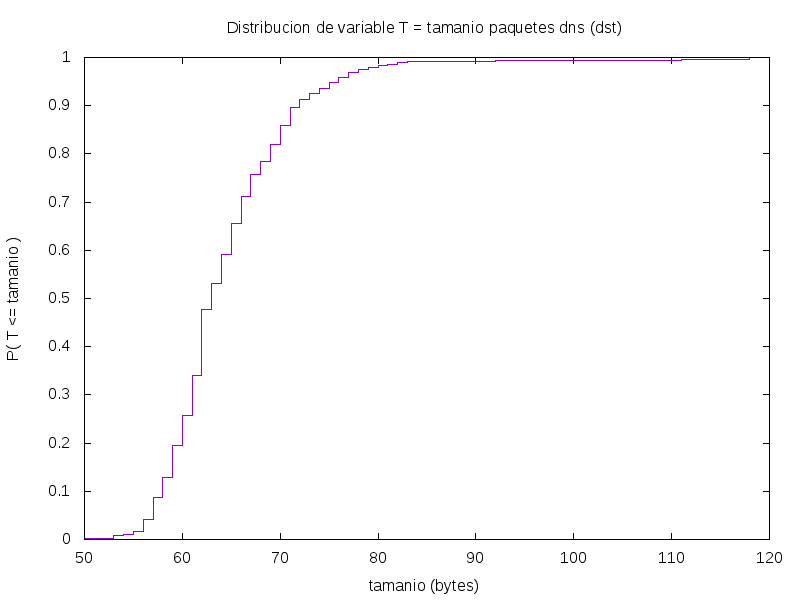 Distribucion de variable T = tamanio paquetes dns (dst)
1
0.9
0.8
0.7
0.6
0.5
0.4
0.3
0.2
0.1
0
P( T <= tamanio )
50 60 70 80 90 100 110 120
tamanio (bytes)